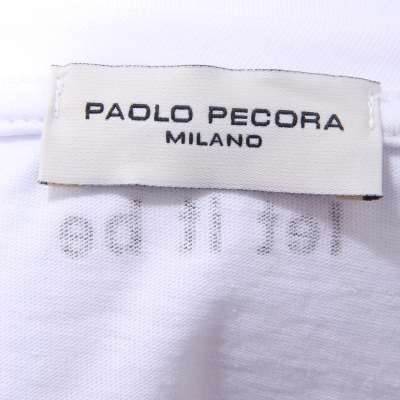 PAOLO PECORA
MILANO
let it be